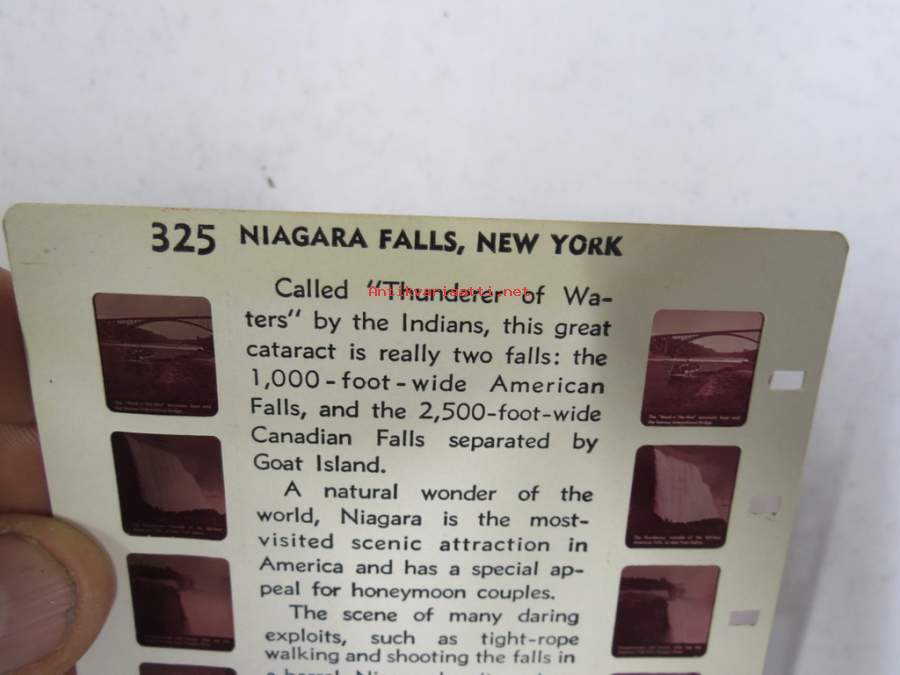 325 NIAGARA FALLS, NEW YORK
Called "Thunderer of Wa-
Antikvariaatti.net
ters" by the Indians, this great
cataract is really two falls: the
1,000-foot-wide American
Falls, and the 2,500-foot-wide
Canadian Falls separated by
Goat Island.
A natural wonder of the
world, Niagara is the most-
visited scenic attraction in
America and has a special ap-
peal for honeymoon couples.
The scene of many daring
exploits, such as tight-rope
walking and shooting the falls in